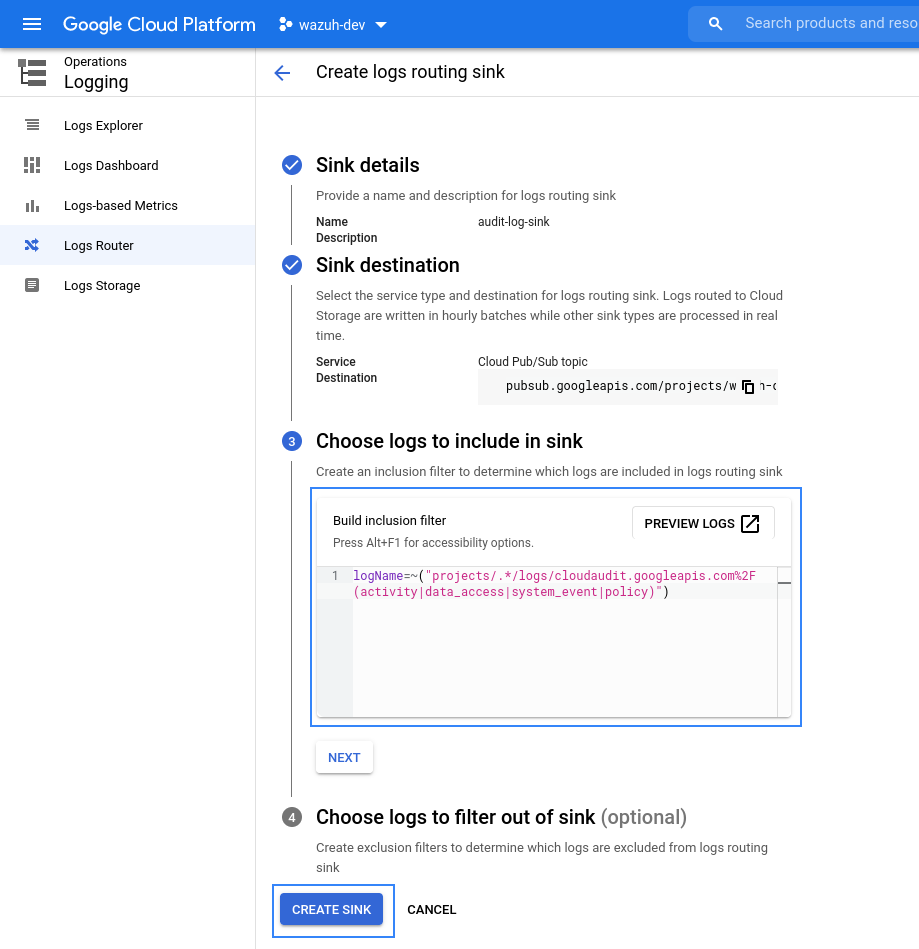 Google Cloud Platform
wazuh-dev
Search products and reso
Operations
Logging
Create logs routing sink
Logs Explorer
Logs Dashboard
Logs-based Metrics
Logs Router
Logs Storage
Sink details
Provide a name and description for logs routing sink
Name audit-log-sink
Description
Sink destination
Select the service type and destination for logs routing sink. Logs routed to Cloud
Storage are written in hourly batches while other sink types are processed in real
time.
Service Cloud Pub/Sub topic
Destination
pubsub.googleapis.com/projects/w
3 Choose logs to include in sink
Create an inclusion filter to determine which logs are included in logs routing sink
Build inclusion filter
PREVIEW LOGS
Press Alt+F1 for accessibility options.
1 logName=~("projects/.*/logs/cloudaudit.googleapis.com%2F
(activity|data_access|system_event|policy)")
NEXT
4 Choose logs to filter out of sink (optional)
Create exclusion filters to determine which logs are excluded from logs routing
sink
CREATE SINK CANCEL